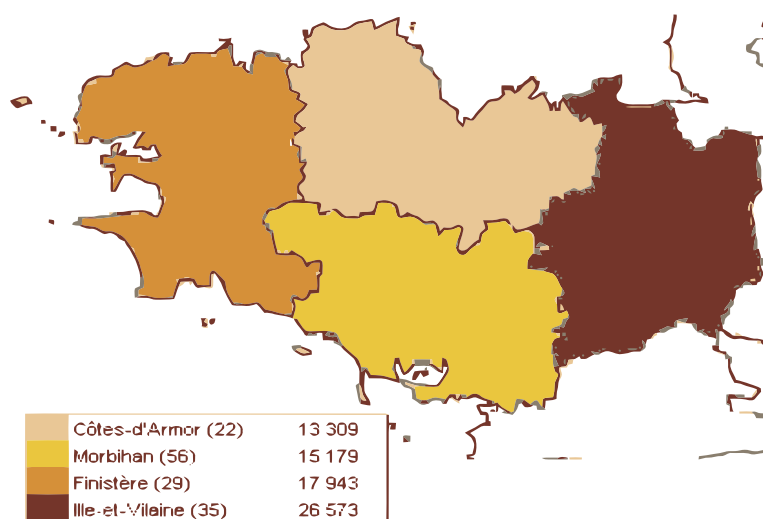 Côtes-d'Armor (22) 13 309
Morbihan (56) 15 179
Finistère (29) 17 943
Ille-et-Vilaine (35) 26 573